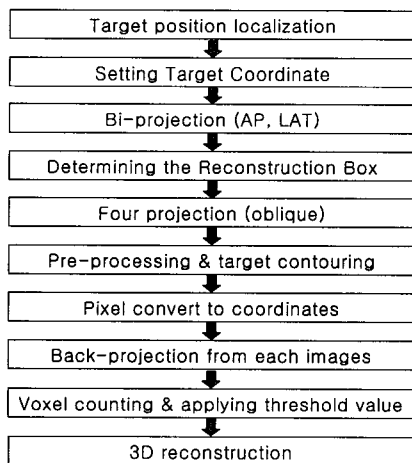 Target position localization
Setting Target Coordinate
Bi-projection (AP, LAT)
Determining the Reconstruction Box
Four projection (oblique)
Pre-processing & target contouring
Pixel convert to coordinates
Back-projection from each images
Voxel counting & applying threshold value
3D reconstruction